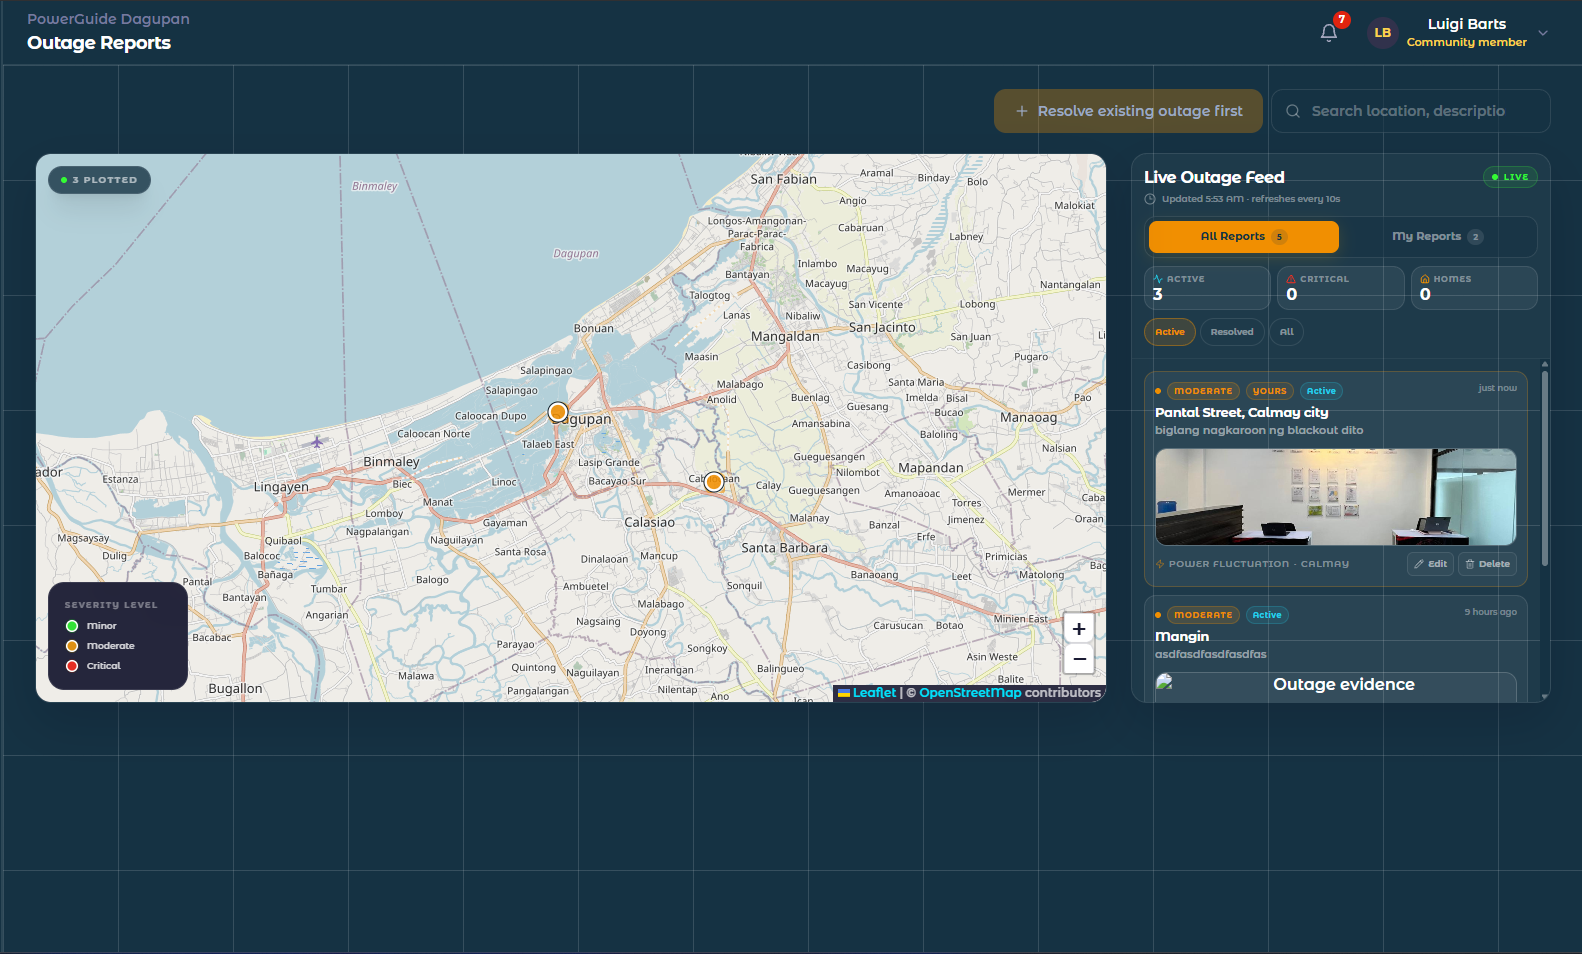 PowerGuide Dagupan
Outage Reports
7
LB
Luigi Barts
Community member
Resolve existing outage first
Search location, descriptio
3 PLOTTED
Binmaley
Dagupan
San Fabian
Aramal
Binday
Bolo
Angio
Malokiat
Longos-Amangonan-
Parac-Parac-
Fabrica
Cabaruan
Labney
Inlambo
Macayug
Bantayan
Macayug
Nantangalan
Talogtog
San Vicente
Lobong
Lanas
Nibaliw
Bonuan
Mangaldan
San Jacinto
San Juan
Maasin
Pugaro
Casibong
Salapingao
Malabago
Santa Maria
Salapingao
Anolid
Buenlag
Imelda
Bisal
Pao
Guesang
Bucao
Caloocan Dupo
Dagupan
Amansabina
Manaoag
Caloocan Norte
Baloling
Talaeb East
Nalsian
Gueguesangen
Binmaley
Lasip Grande
Mapandan
ador
Estanza
Nilombot
Bacayao Sur
Calay
Lingayen
Biec
Linoc
Gueguesangen
Amanoaoac
Mermer
Caba
Manat
Torres
Lomboy
Calasiao
Malanay
Jimenez
Oraan
Gayaman
Banzal
Nagpalangan
Erfe
Magsaysay
Quibaol
Naguilayan
Santa Rosa
Santa Barbara
Dulig
Balococ
Dinalaoan
Mancup
Primicias
Pantal
Bañaga
Balogo
Banaoang
Leet
Matolong
Tumbar
Ambuetel
Sonquil
Bantayan
Malabago
Angarian
Nagsaing
Carusucan
Botao
Minien East
Bacabac
Doyong
Parayao
Songkoy
Asin Weste
Quintong
Naguilayan
Inerangan
Balingueo
Malawa
Balite
Bugallon
Pangalangan
Nilentap
Ano
SEVERITY LEVEL
Minor
Moderate
Critical
+
−
Leaflet | © OpenStreetMap contributors
Live Outage Feed
LIVE
Updated 5:53 AM · refreshes every 10s
All Reports 5
My Reports 2
ACTIVE
3
CRITICAL
0
HOMES
0
Active
Resolved
All
MODERATE
YOURS
Active
just now
Pantal Street, Calmay city
biglang nagkaroon ng blackout dito
POWER FLUCTUATION · CALMAY
Edit
Delete
MODERATE
Active
9 hours ago
Mangin
asdfasdfasdfasdfas
Outage evidence